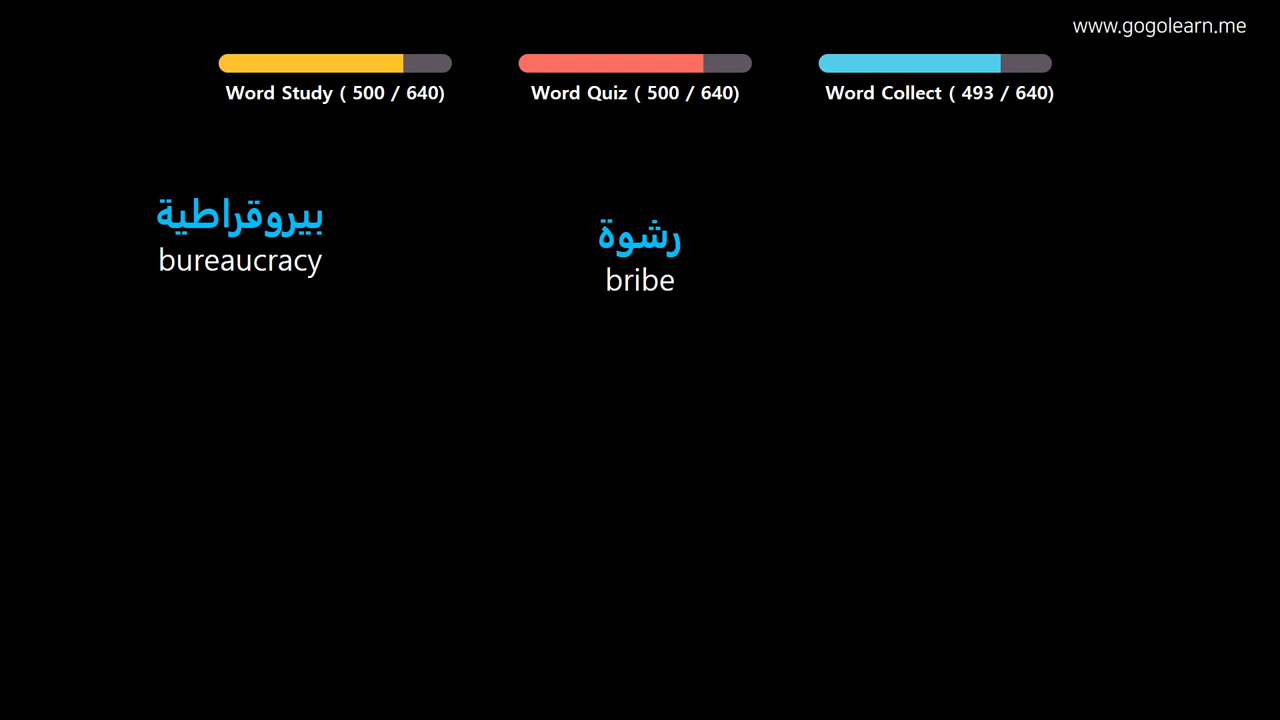 www.gogolearn.me
Word Study ( 500 / 640)
Word Quiz ( 500 / 640)
Word Collect ( 493 / 640)
بيروقراطية
bureaucracy
رشوة
bribe